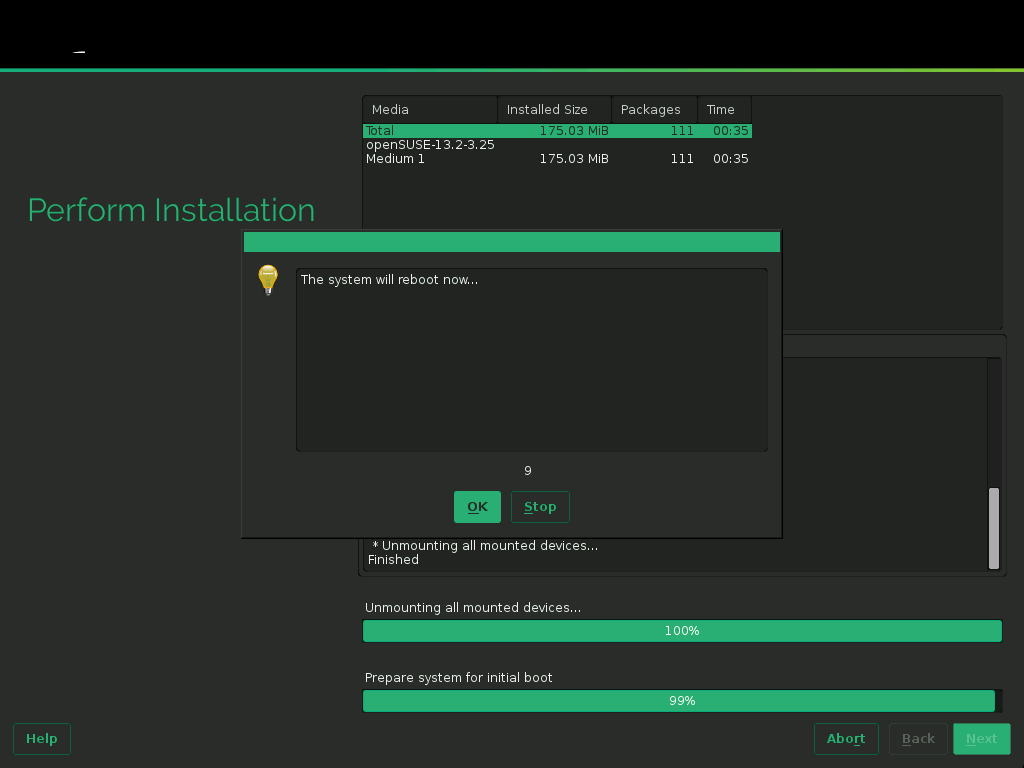 Media Installed Size Packages Time
Total 175.03 MiB 111 00:35
openSUSE-13.2-3.25
Medium 1 175.03 MiB 111 00:35
Perform Installation
The system will reboot now...
9
OK Stop
* Unmounting all mounted devices...
Finished
Unmounting all mounted devices...
100%
Prepare system for initial boot
99%
Help Abort Back Next